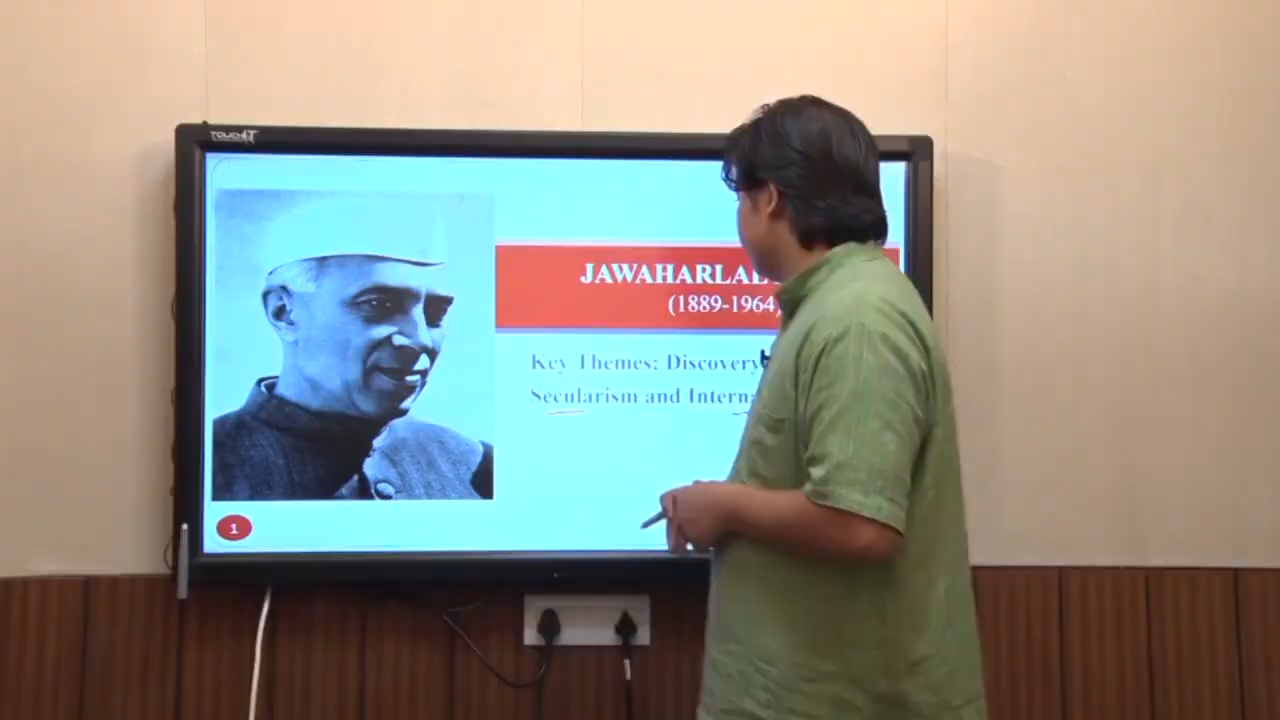 TOUCHIT
JAWAHARLAL
(1889-1964)
Key Themes: Discovery
Secularism and Intern
1